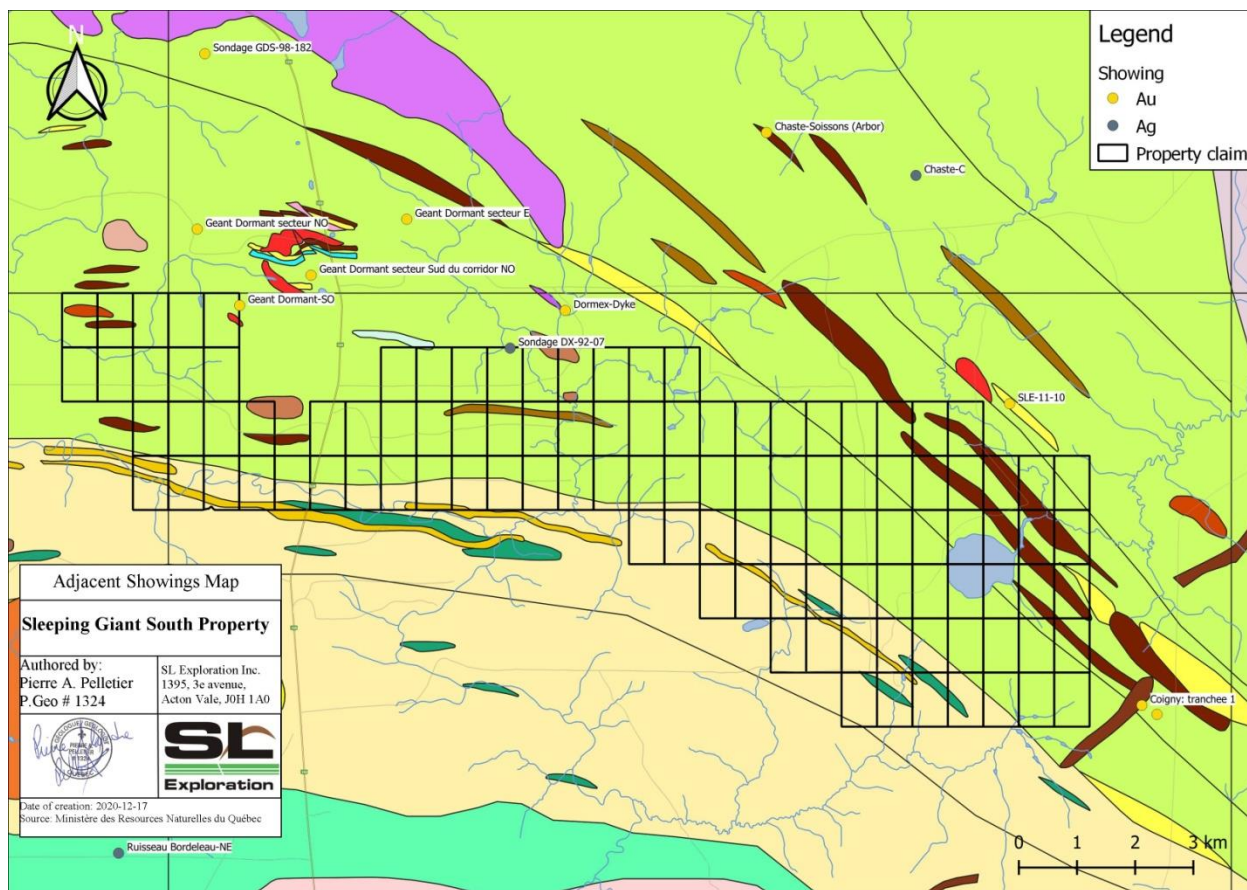 N
Sondage GDS-98-182
Legend
Showing
Au
Ag
Property claim
Chaste-Soissons (Arbor)
Chaste-C
Geant Dormant secteur E
Geant Dormant secteur NO
Geant Dormant secteur Sud du corridor NO
Geant Dormant-SO
Dormex-Dyke
Sondage DX-92-07
SLE-11-10
Coigny: tranchee 1
Adjacent Showings Map
Sleeping Giant South Property
Authored by:
Pierre A. Pelletier
P.Geo # 1324
SL Exploration Inc.
1395, 3e avenue,
Acton Vale, J0H 1A0
SL
Exploration
Date of creation: 2020-12-17
Source: Ministère des Resources Naturelles du Québec
Ruisseau Bordeleau-NE
0 1 2 3 km